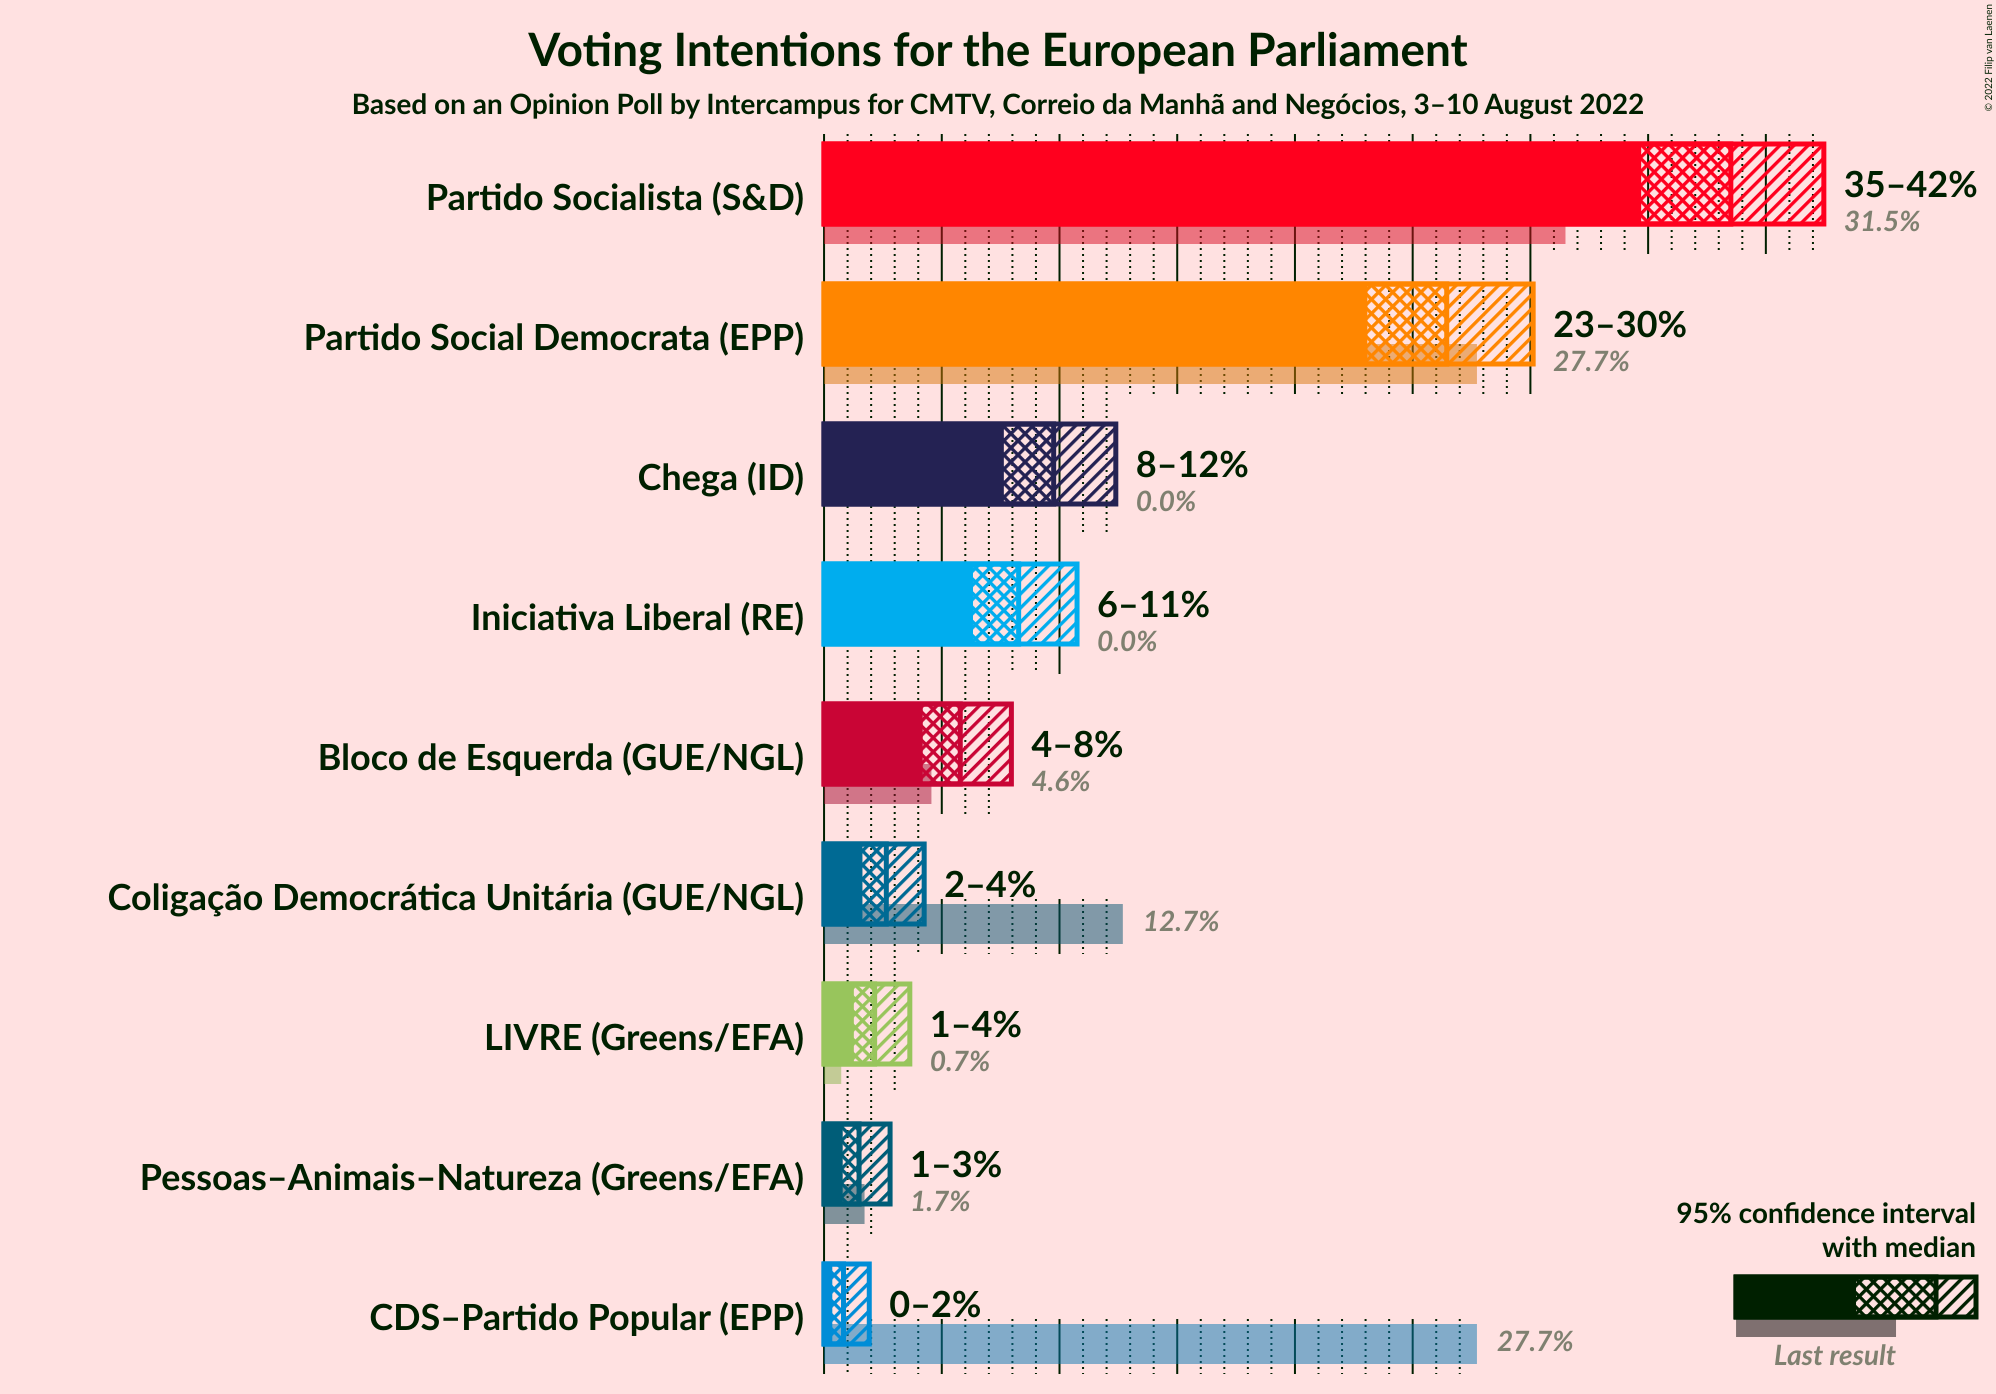 Voting Intentions for the European Parliament
Based on an Opinion Poll by Intercampus for CMTV, Correio da Manhã and Negócios, 3–10 August 2022
© 2022 Filip van Laenen
Partido Socialista (S&D)
35–42%
31.5%
Partido Social Democrata (EPP)
23–30%
27.7%
Chega (ID)
8–12%
0.0%
Iniciativa Liberal (RE)
6–11%
0.0%
Bloco de Esquerda (GUE/NGL)
4–8%
4.6%
Coligação Democrática Unitária (GUE/NGL)
2–4%
12.7%
LIVRE (Greens/EFA)
1–4%
0.7%
Pessoas–Animais–Natureza (Greens/EFA)
1–3%
1.7%
CDS–Partido Popular (EPP)
0–2%
27.7%
95% confidence interval
with median
Last result